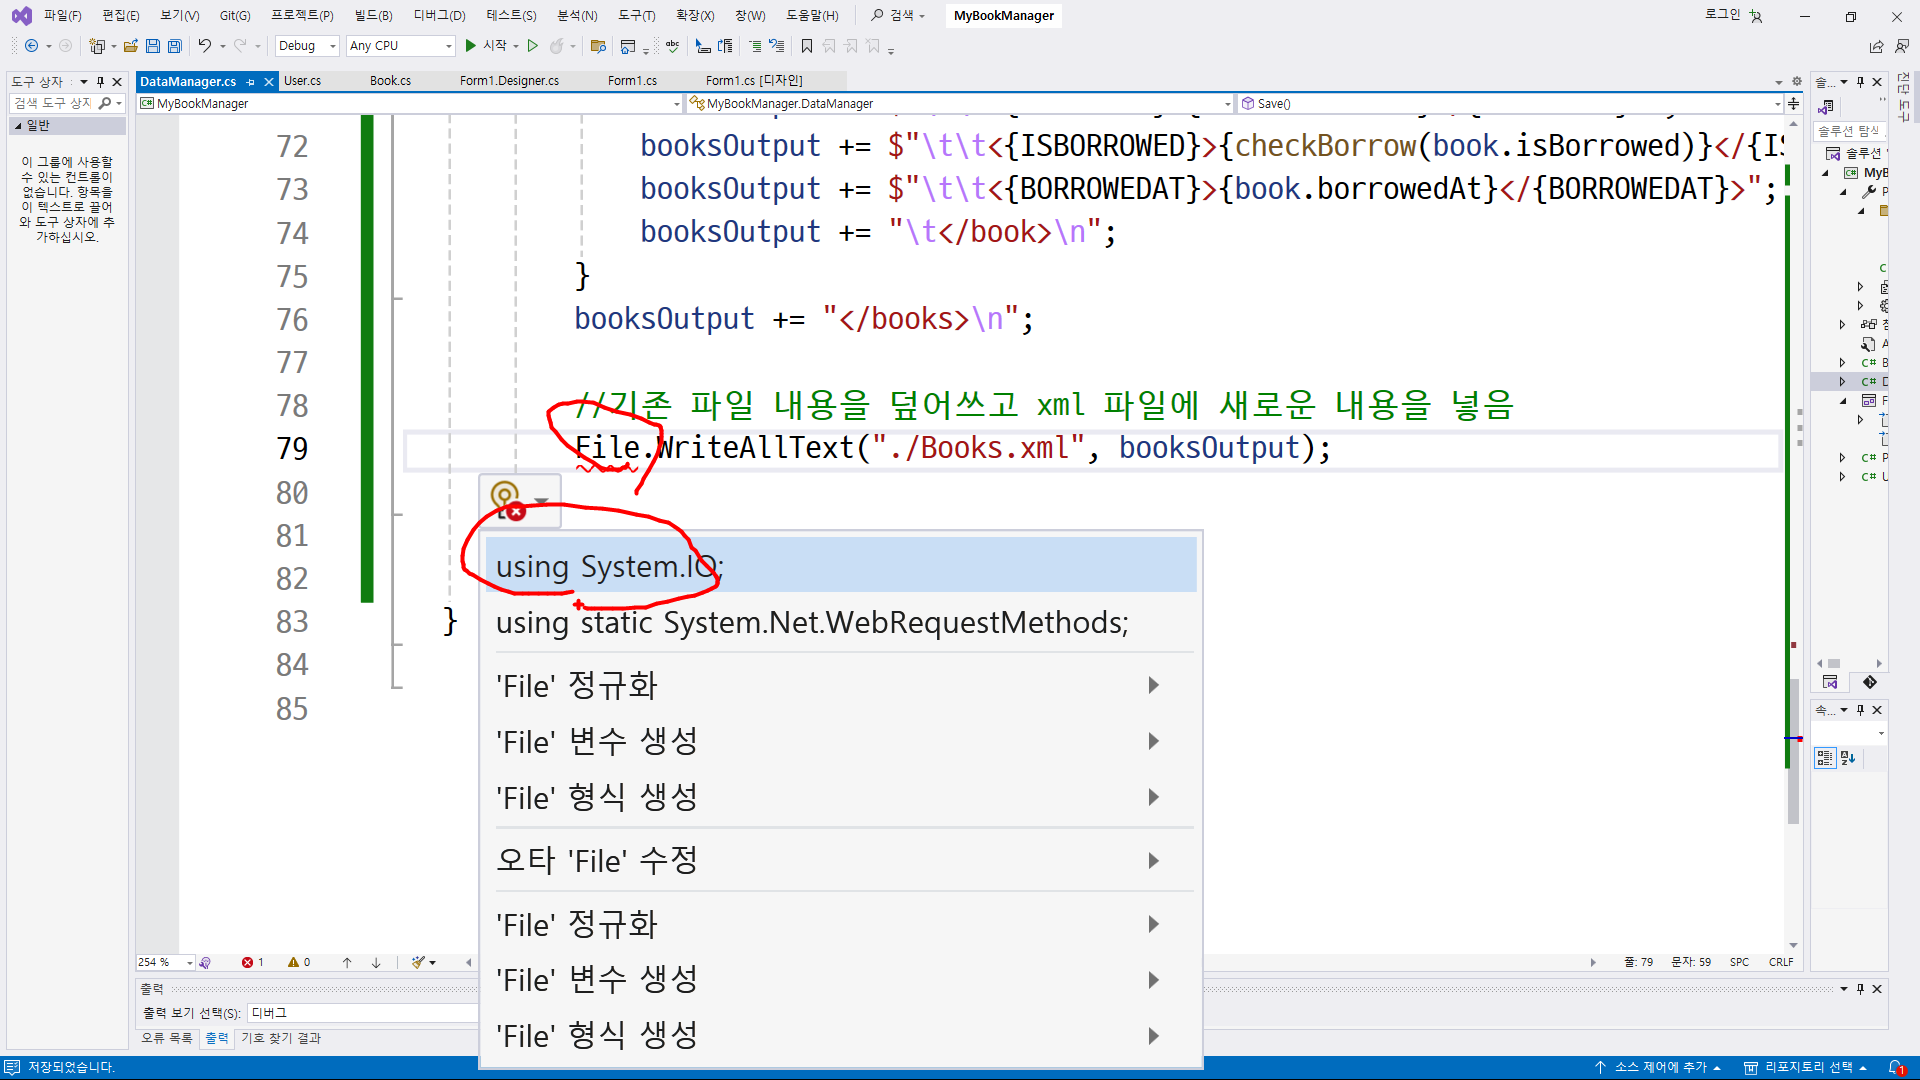 파일(F) 편집(E) 보기(V) Git(G) 프로젝트(P) 빌드(B) 디버그(D) 테스트(S) 분석(N) 도구(T) 확장(X) 창(W) 도움말(H) 검색 MyBookManager 로그인
Debug Any CPU 시작
도구 상자
검색 도구 상자
일반
이 그룹에 사용할
수 있는 컨트롤이
없습니다. 항목을
이 텍스트로 끌어
와 도구 상자에 추
가하십시오.
DataManager.cs User.cs Book.cs Form1.Designer.cs Form1.cs Form1.cs [디자인]
MyBookManager MyBookManager.DataManager Save()
72 booksOutput += $"\t\t<{ISBORROWED}>{checkBorrow(book.isBorrowed)}</{IS
73 booksOutput += $"\t\t<{BORROWEDAT}>{book.borrowedAt}</{BORROWEDAT}>";
74 booksOutput += "\t</book>\n";
75 }
76 booksOutput += "</books>\n";
77
78 //기존 파일 내용을 덮어쓰고 xml 파일에 새로운 내용을 넣음
79 File.WriteAllText("./Books.xml", booksOutput);
80
81
82
83 }
84
85
using System.IO;
using static System.Net.WebRequestMethods;
'File' 정규화
'File' 변수 생성
'File' 형식 생성
오타 'File' 수정
'File' 정규화
'File' 변수 생성
'File' 형식 생성
254 % 1 0 줄: 79 문자: 59 SPC CRLF
출력
출력 보기 선택(S): 디버그
오류 목록 출력 기호 찾기 결과
솔...
솔루션 탐색
솔루션
MyB
속...
진단 도구
저장되었습니다. 소스 제어에 추가 리포지토리 선택 1